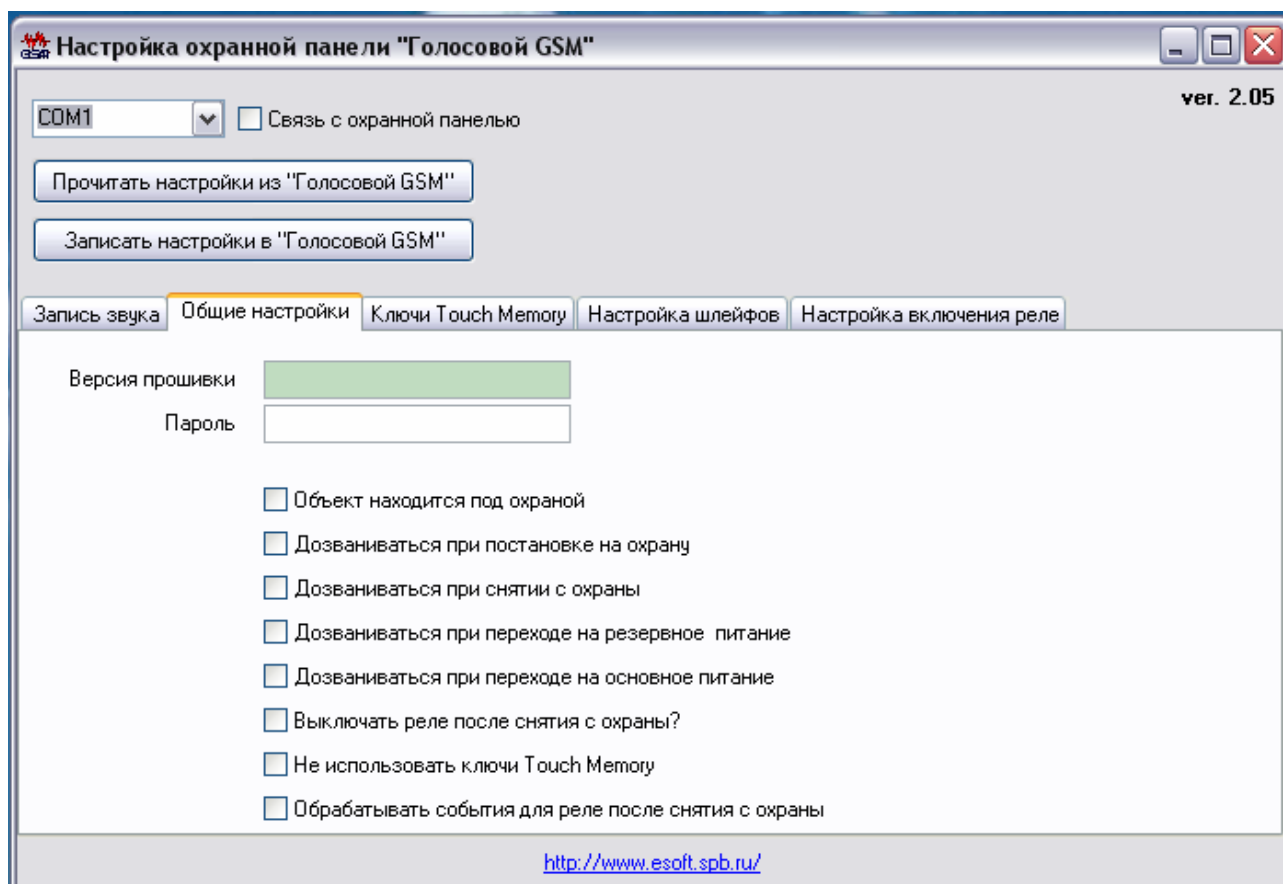 Настройка охранной панели "Голосовой GSM"
ver. 2.05
COM1
Связь с охранной панелью
Прочитать настройки из "Голосовой GSM"
Записать настройки в "Голосовой GSM"
Запись звука Общие настройки Ключи Touch Memory Настройка шлейфов Настройка включения реле
Версия прошивки
Пароль
Объект находится под охраной
Дозваниваться при постановке на охрану
Дозваниваться при снятии с охраны
Дозваниваться при переходе на резервное  питание
Дозваниваться при переходе на основное питание
Выключать реле после снятия с охраны?
Не использовать ключи Touch Memory
Обрабатывать события для реле после снятия с охраны
http://www.esoft.spb.ru/